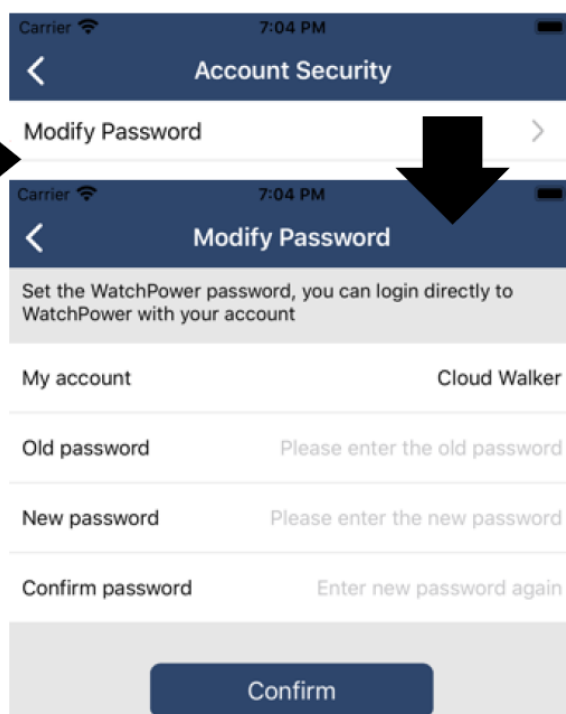 Carrier 7:04 PM
Account Security
Modify Password
Carrier 7:04 PM
Modify Password
Set the WatchPower password, you can login directly to
WatchPower with your account
My account Cloud Walker
Old password Please enter the old password
New password Please enter the new password
Confirm password Enter new password again
Confirm